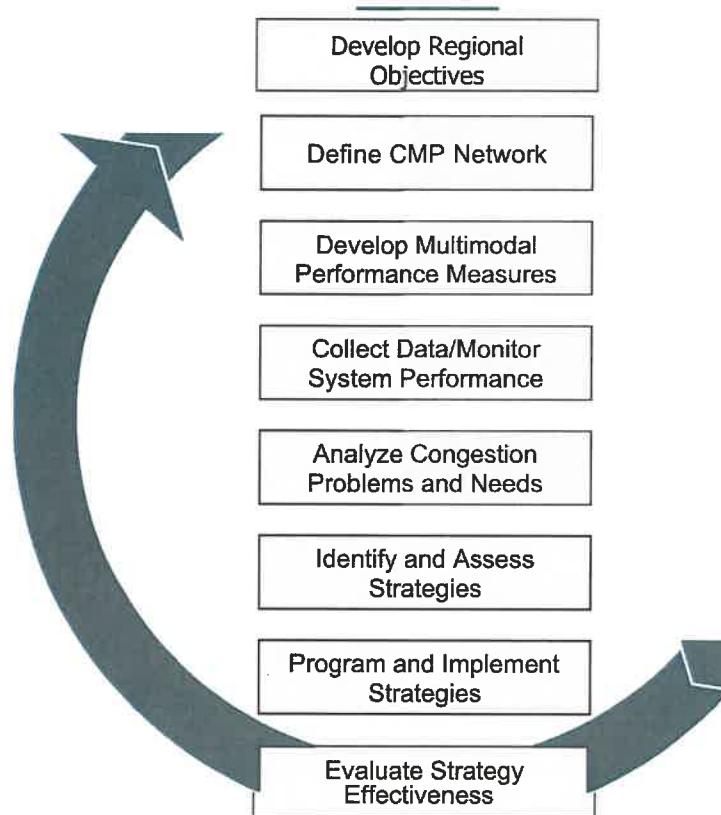 Develop Regional
Objectives
Define CMP Network
Develop Multimodal
Performance Measures
Collect Data/Monitor
System Performance
Analyze Congestion
Problems and Needs
Identify and Assess
Strategies
Program and Implement
Strategies
Evaluate Strategy
Effectiveness